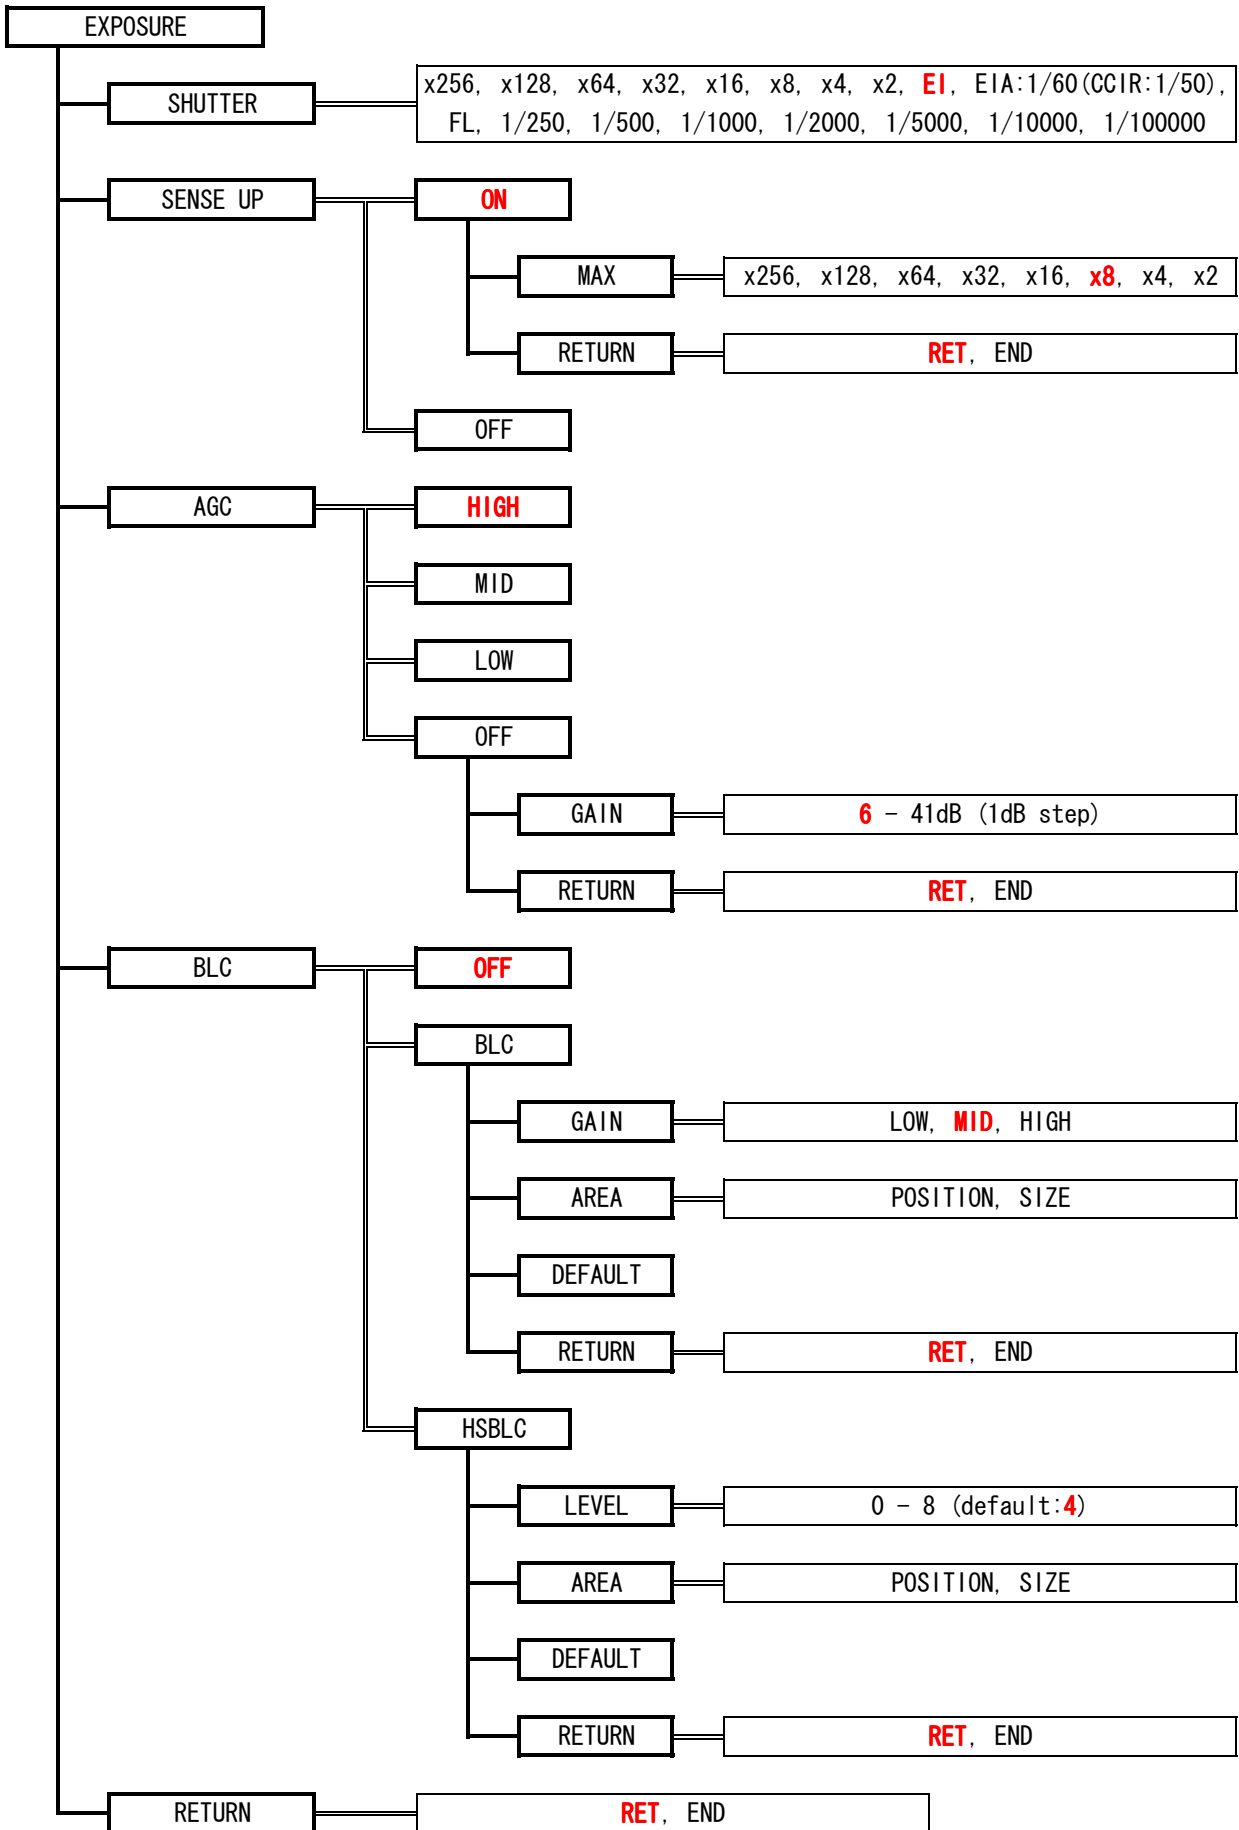 EXPOSURE
SHUTTER
x256, x128, x64, x32, x16, x8, x4, x2, EI, EIA:1/60(CCIR:1/50),
FL, 1/250, 1/500, 1/1000, 1/2000, 1/5000, 1/10000, 1/100000
SENSE UP
ON
MAX
x256, x128, x64, x32, x16, x8, x4, x2
RETURN
RET, END
OFF
AGC
HIGH
MID
LOW
OFF
GAIN
6 - 41dB (1dB step)
RETURN
RET, END
BLC
OFF
BLC
GAIN
LOW, MID, HIGH
AREA
POSITION, SIZE
DEFAULT
RETURN
RET, END
HSBLC
LEVEL
0 - 8 (default:4)
AREA
POSITION, SIZE
DEFAULT
RETURN
RET, END
RETURN
RET, END